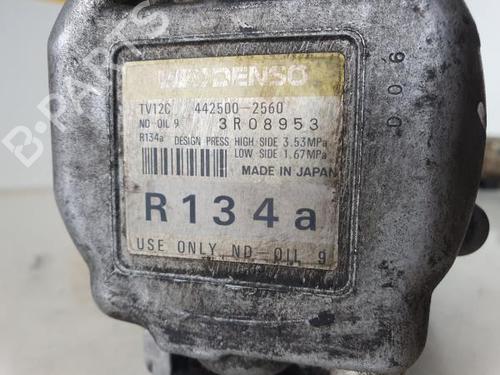 DENSO
TV12C 442500-2560
ND-OIL 9 3R08953
R134a DESIGN PRESS HIGH SIDE 3.53MPa
LOW SIDE 1.67MPa
MADE IN JAPAN
R134a
USE ONLY ND-OIL 9
006
B-PARTS